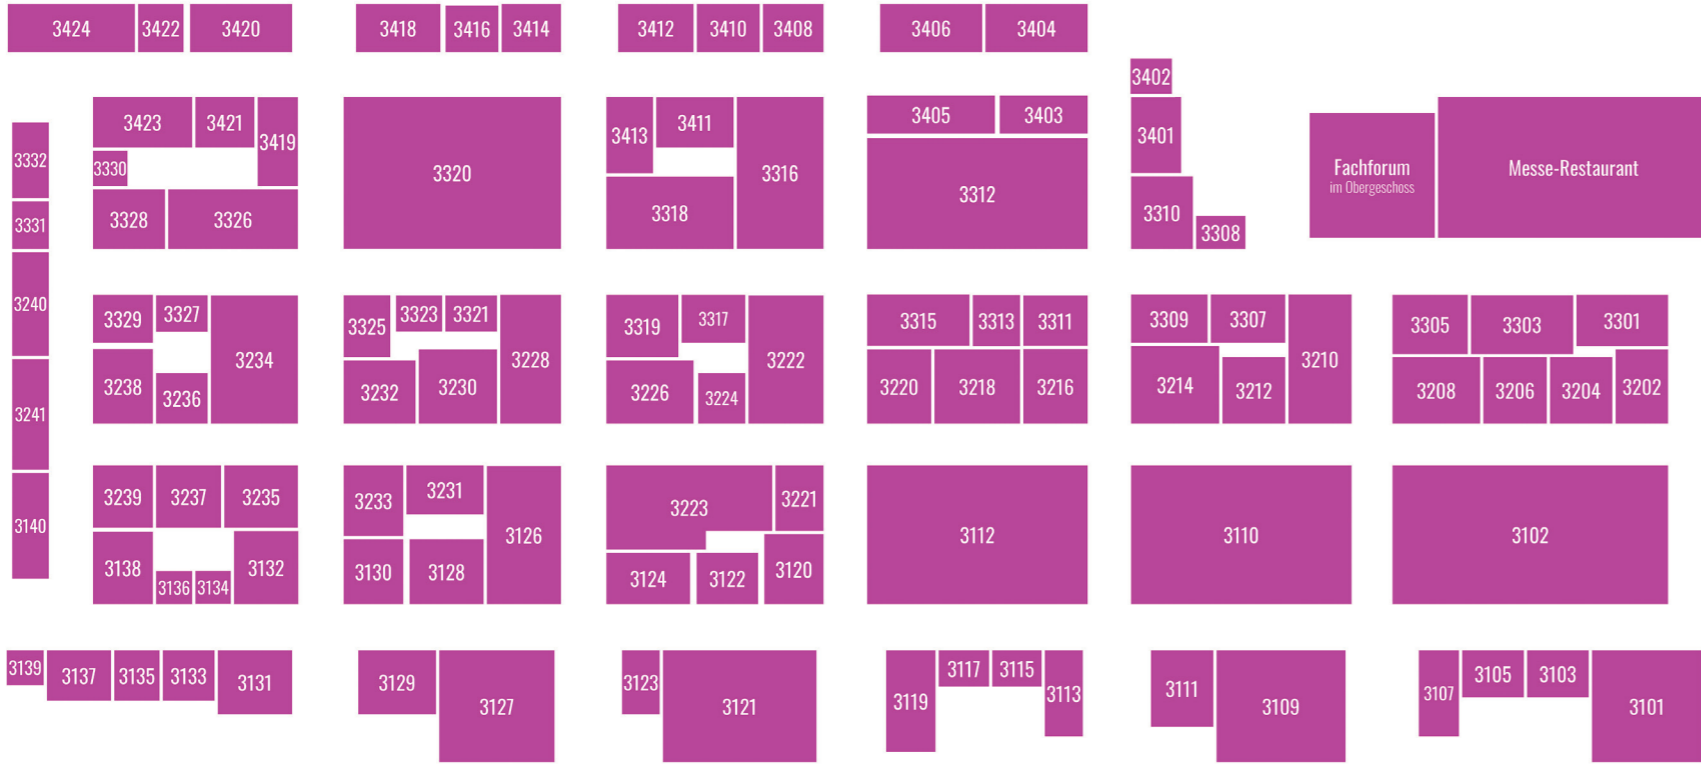 3424 3422 3420 3418 3416 3414 3412 3410 3408 3406 3404
3402
3423 3421 3419 3413 3411 3405 3403 3401
3332 3330 3320 3316 Fachforum Messe-Restaurant
im Obergeschoss
3331 3328 3326 3318 3312 3310 3308
3240 3329 3327 3325 3323 3321 3319 3317 3315 3313 3311 3309 3307 3305 3303 3301
3234 3228 3222 3210
3241 3238 3236 3232 3230 3226 3224 3220 3218 3216 3214 3212 3208 3206 3204 3202
3239 3237 3235 3233 3231 3223 3221
3140 3126 3112 3110 3102
3138 3136 3134 3132 3130 3128 3124 3122 3120
3139 3137 3135 3133 3131 3129 3127 3123 3121 3119 3117 3115 3113 3111 3109 3107 3105 3103 3101